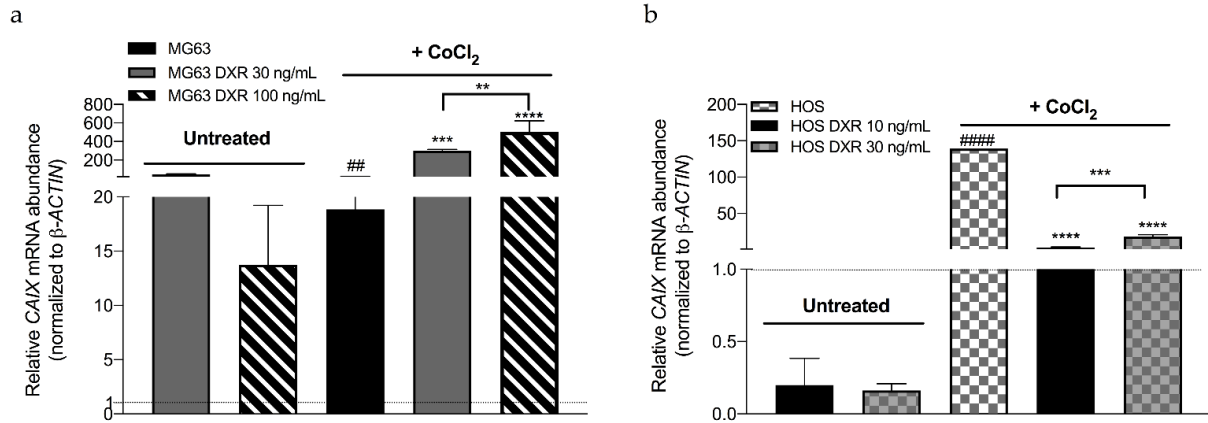 a
MG63
MG63 DXR 30 ng/mL
MG63 DXR 100 ng/mL
+ CoCl₂
Untreated
**
***
****
##
Relative CAIX mRNA abundance
(normalized to β-ACTIN)
800
600
400
200
20
15
10
5
1
0
b
HOS
HOS DXR 10 ng/mL
HOS DXR 30 ng/mL
+ CoCl₂
####
***
****
****
Untreated
Relative CAIX mRNA abundance
(normalized to β-ACTIN)
200
150
100
50
1.0
0.5
0.0